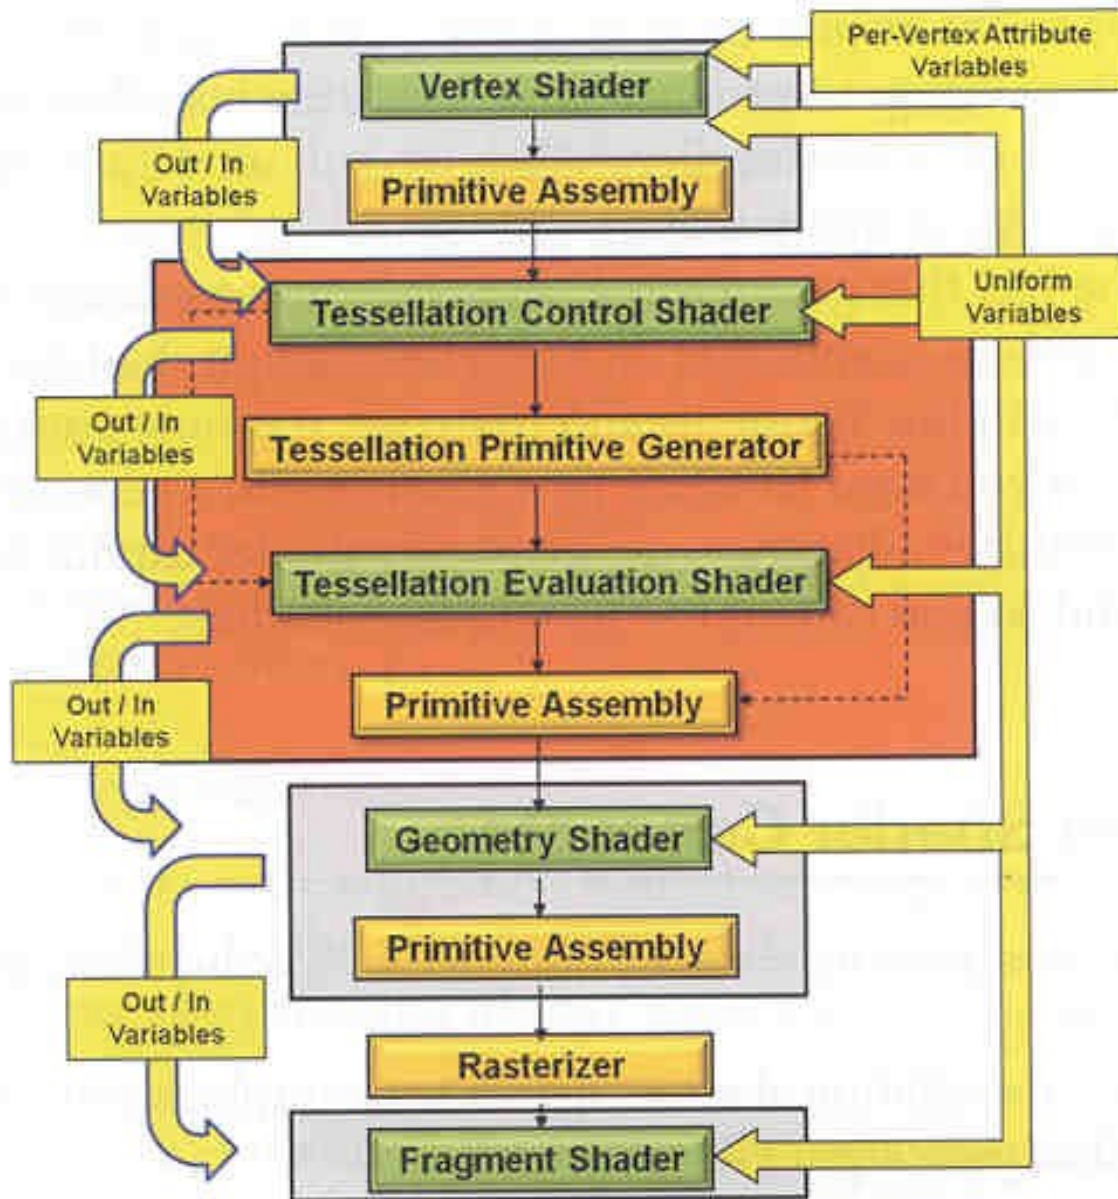 Per-Vertex Attribute
Variables
Vertex Shader
Out / In
Variables
Primitive Assembly
Uniform
Variables
Tessellation Control Shader
Out / In
Variables
Tessellation Primitive Generator
Tessellation Evaluation Shader
Out / In
Variables
Primitive Assembly
Geometry Shader
Primitive Assembly
Out / In
Variables
Rasterizer
Fragment Shader